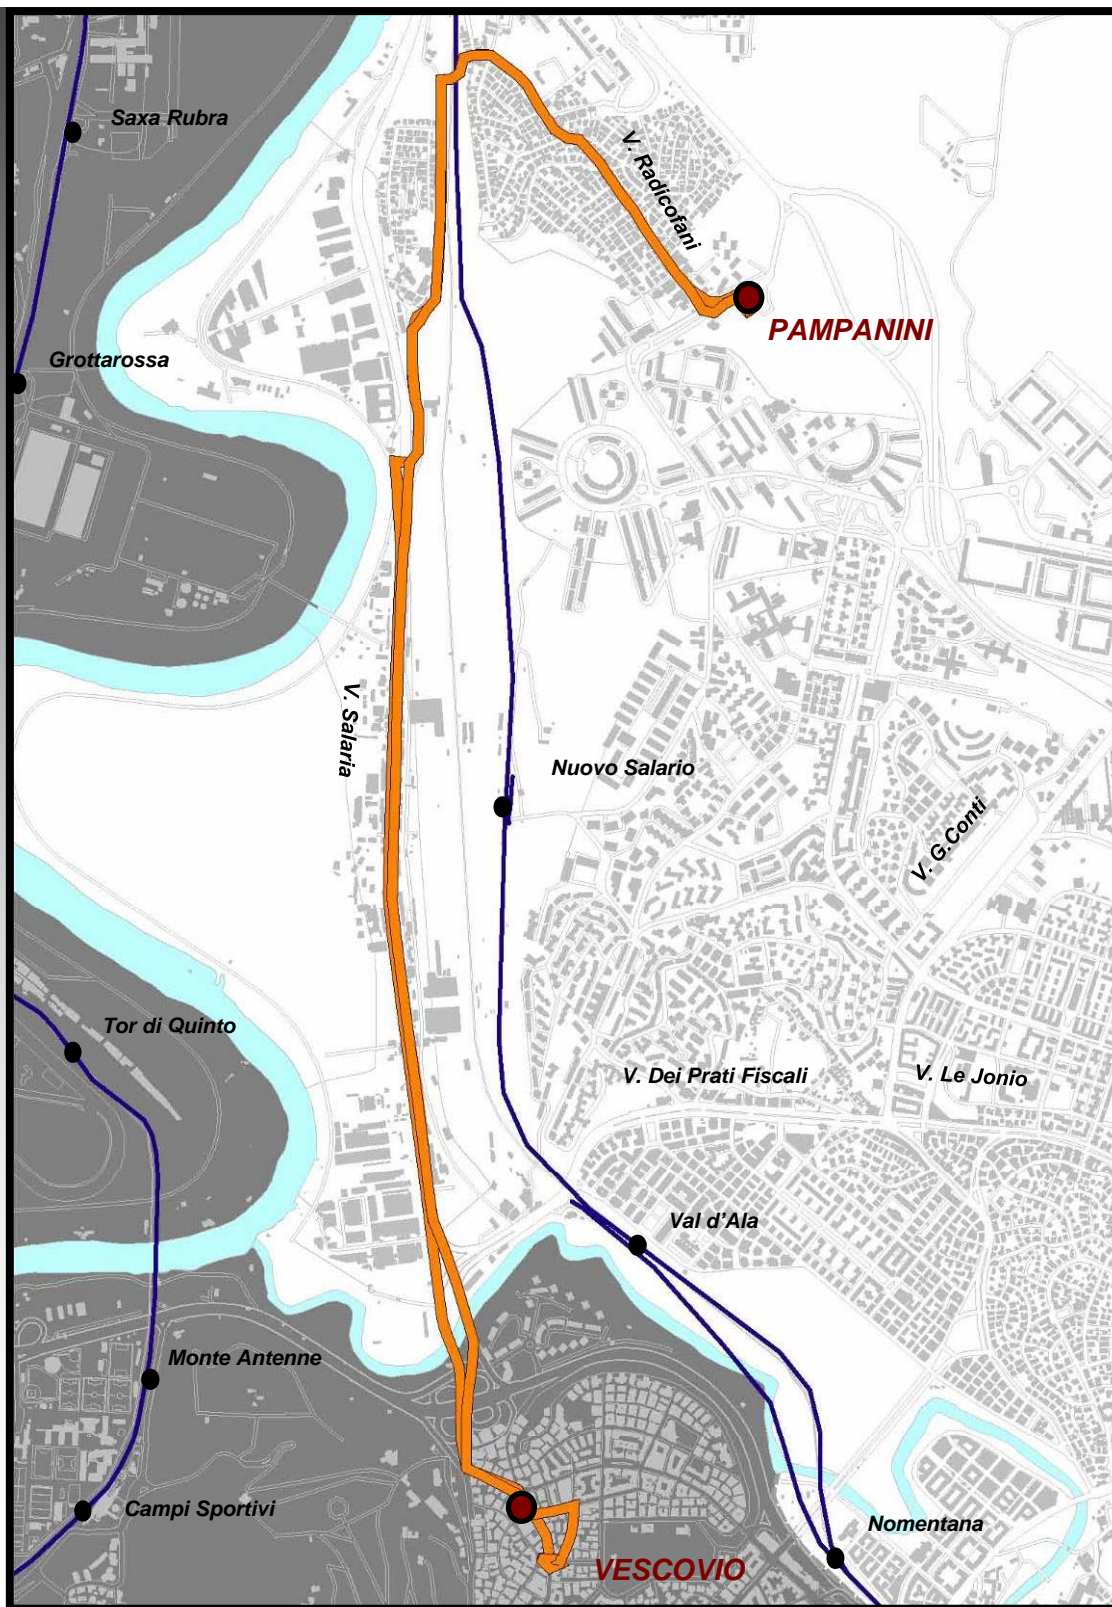 Saxa Rubra
V. Radicofani
PAMPANINI
Grottarossa
V. Salaria
Nuovo Salario
V. G.Conti
Tor di Quinto
V. Dei Prati Fiscali
V. Le Jonio
Val d’Ala
Monte Antenne
Campi Sportivi
Nomentana
VESCOVIO